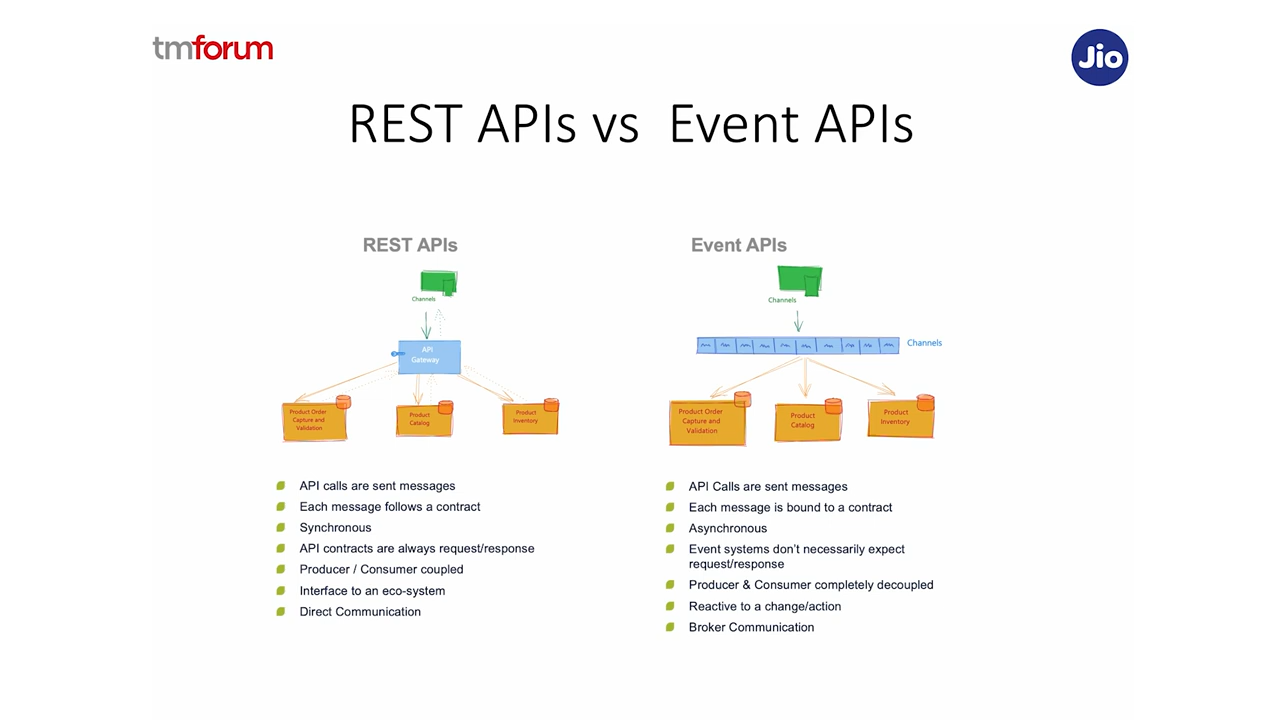 tmforum
Jio
REST APIs vs Event APIs
REST APIs
Channels
API
Gateway
Product Order
Capture and
Validation
Product
Catalog
Product
Inventory
API calls are sent messages
Each message follows a contract
Synchronous
API contracts are always request/response
Producer / Consumer coupled
Interface to an eco-system
Direct Communication
Event APIs
Channels
Channels
Product Order
Capture and
Validation
Product
Catalog
Product
Inventory
API Calls are sent messages
Each message is bound to a contract
Asynchronous
Event systems don't necessarily expect
request/response
Producer & Consumer completely decoupled
Reactive to a change/action
Broker Communication